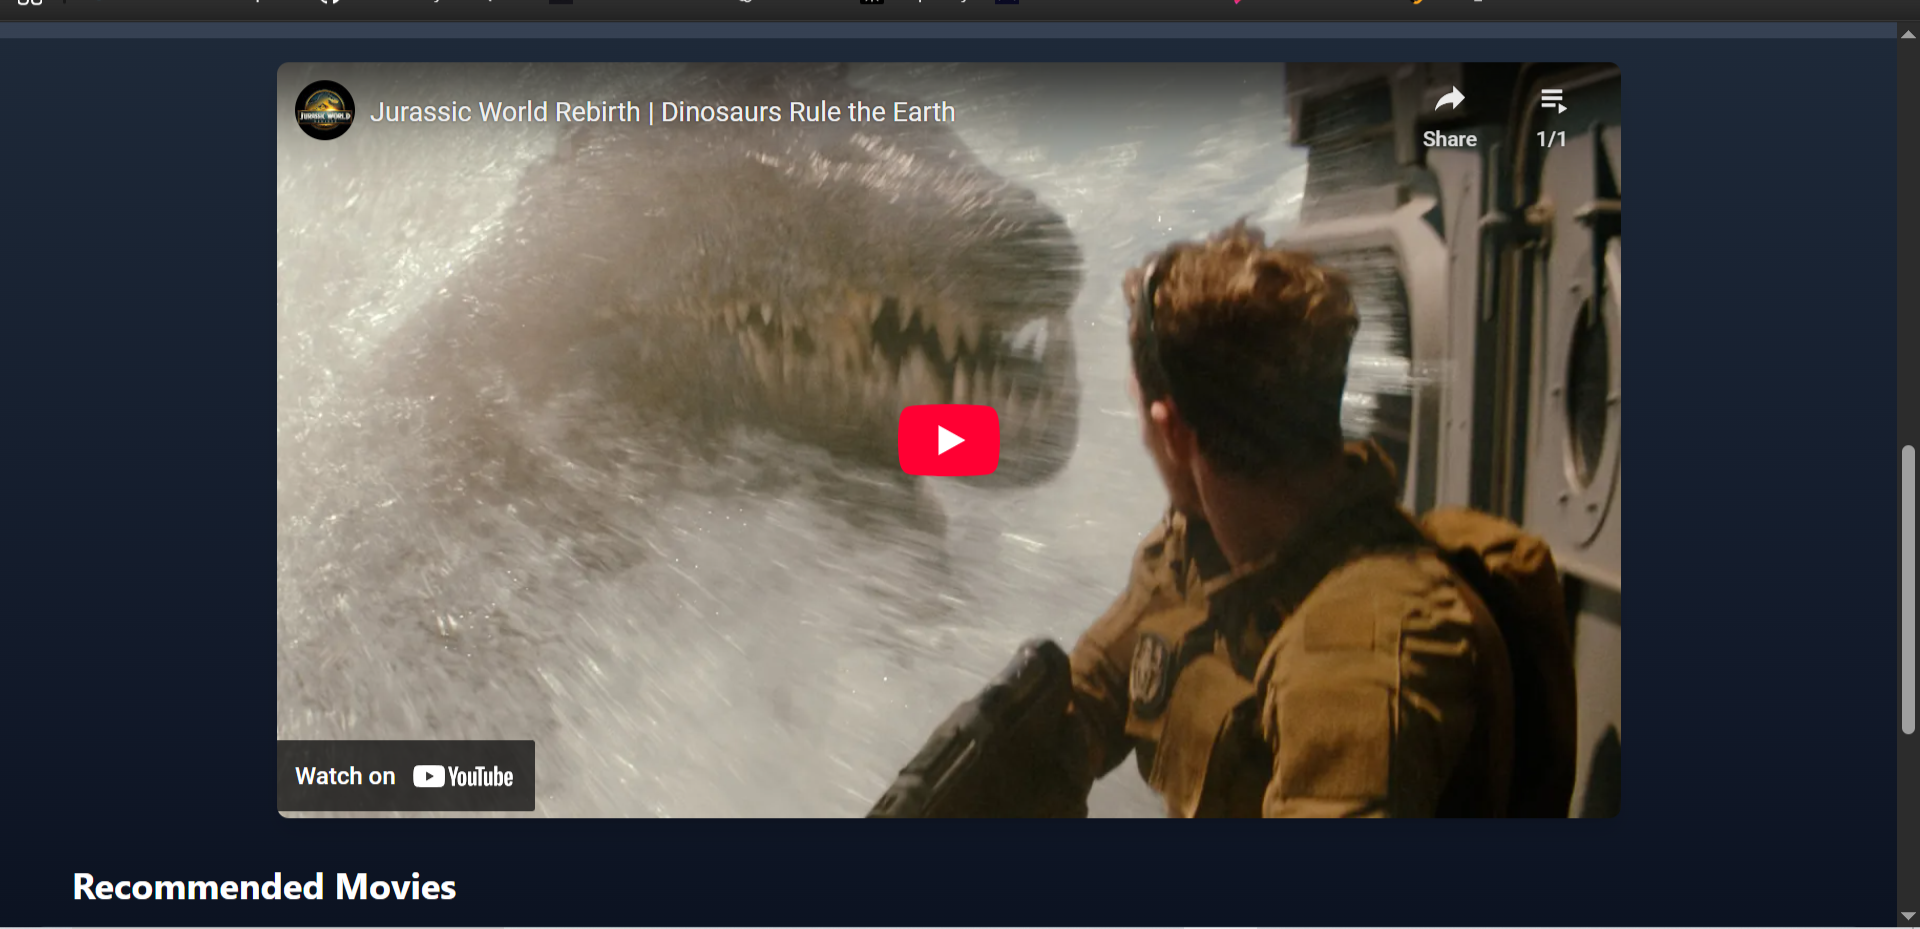 Jurassic World Rebirth | Dinosaurs Rule the Earth
Share
1/1
JURASSIC WORLD
Watch on YouTube
Recommended Movies